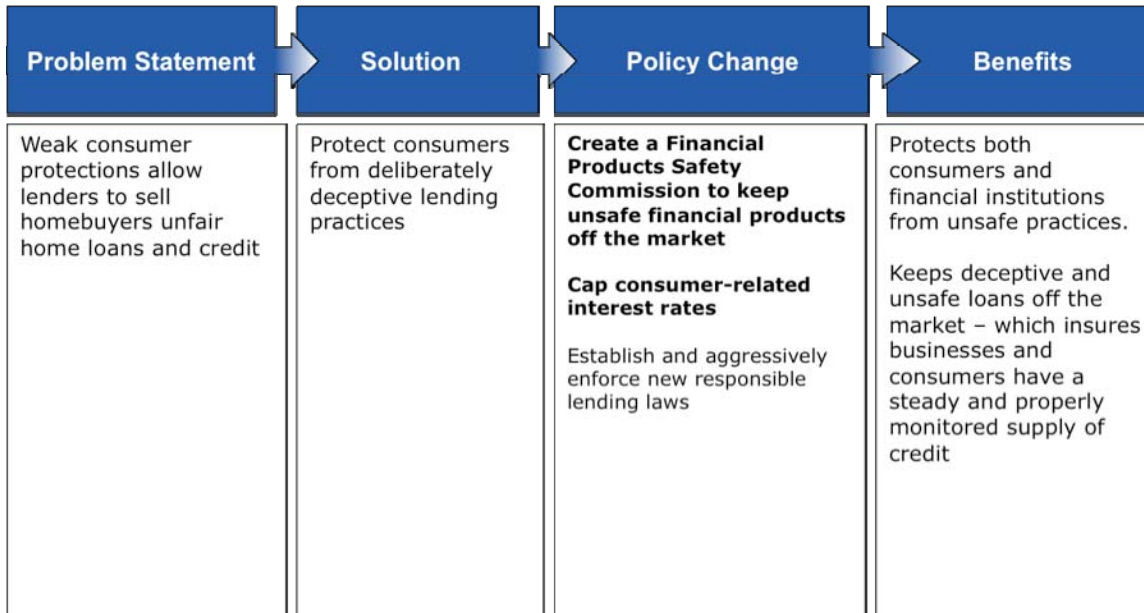 Problem Statement
Solution
Policy Change
Benefits
Weak consumer
protections allow
lenders to sell
homebuyers unfair
home loans and credit
Protect consumers
from deliberately
deceptive lending
practices
Create a Financial
Products Safety
Commission to keep
unsafe financial products
off the market
Cap consumer-related
interest rates
Establish and aggressively
enforce new responsible
lending laws
Protects both
consumers and
financial institutions
from unsafe practices.
Keeps deceptive and
unsafe loans off the
market – which insures
businesses and
consumers have a
steady and properly
monitored supply of
credit